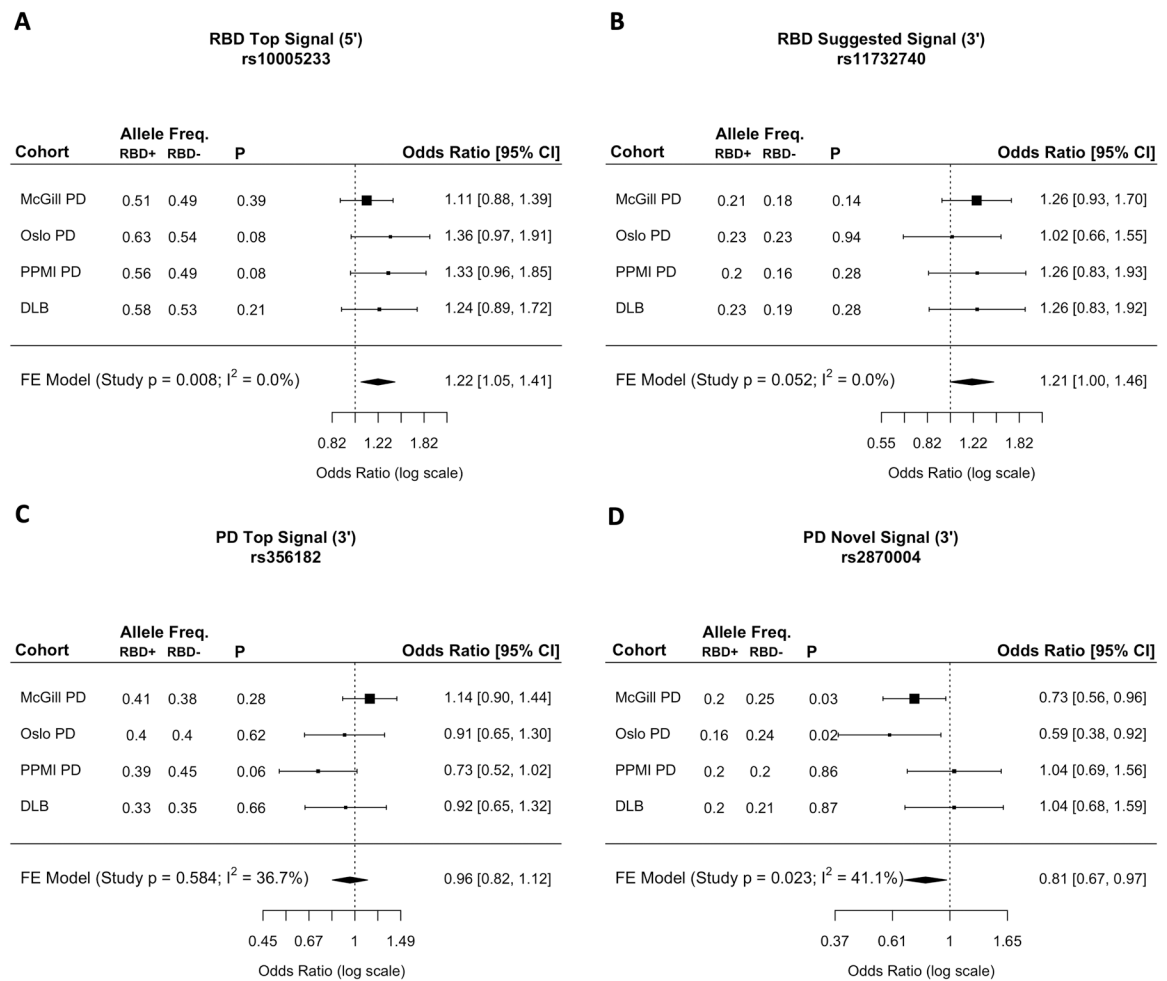 A
RBD Top Signal (5')
rs10005233
Allele Freq.
Cohort RBD+ RBD- P Odds Ratio [95% CI]
McGill PD 0.51 0.49 0.39 1.11 [0.88, 1.39]
Oslo PD 0.63 0.54 0.08 1.36 [0.97, 1.91]
PPMI PD 0.56 0.49 0.08 1.33 [0.96, 1.85]
DLB 0.58 0.53 0.21 1.24 [0.89, 1.72]
FE Model (Study p = 0.008; I² = 0.0%) 1.22 [1.05, 1.41]
0.82 1.22 1.82
Odds Ratio (log scale)
B
RBD Suggested Signal (3')
rs11732740
Allele Freq.
Cohort RBD+ RBD- P Odds Ratio [95% CI]
McGill PD 0.21 0.18 0.14 1.26 [0.93, 1.70]
Oslo PD 0.23 0.23 0.94 1.02 [0.66, 1.55]
PPMI PD 0.2 0.16 0.28 1.26 [0.83, 1.93]
DLB 0.23 0.19 0.28 1.26 [0.83, 1.92]
FE Model (Study p = 0.052; I² = 0.0%) 1.21 [1.00, 1.46]
0.55 0.82 1.22 1.82
Odds Ratio (log scale)
C
PD Top Signal (3')
rs356182
Allele Freq.
Cohort RBD+ RBD- P Odds Ratio [95% CI]
McGill PD 0.41 0.38 0.28 1.14 [0.90, 1.44]
Oslo PD 0.4 0.4 0.62 0.91 [0.65, 1.30]
PPMI PD 0.39 0.45 0.06 0.73 [0.52, 1.02]
DLB 0.33 0.35 0.66 0.92 [0.65, 1.32]
FE Model (Study p = 0.584; I² = 36.7%) 0.96 [0.82, 1.12]
0.45 0.67 1 1.49
Odds Ratio (log scale)
D
PD Novel Signal (3')
rs2870004
Allele Freq.
Cohort RBD+ RBD- P Odds Ratio [95% CI]
McGill PD 0.2 0.25 0.03 0.73 [0.56, 0.96]
Oslo PD 0.16 0.24 0.02 0.59 [0.38, 0.92]
PPMI PD 0.2 0.2 0.86 1.04 [0.69, 1.56]
DLB 0.2 0.21 0.87 1.04 [0.68, 1.59]
FE Model (Study p = 0.023; I² = 41.1%) 0.81 [0.67, 0.97]
0.37 0.61 1 1.65
Odds Ratio (log scale)